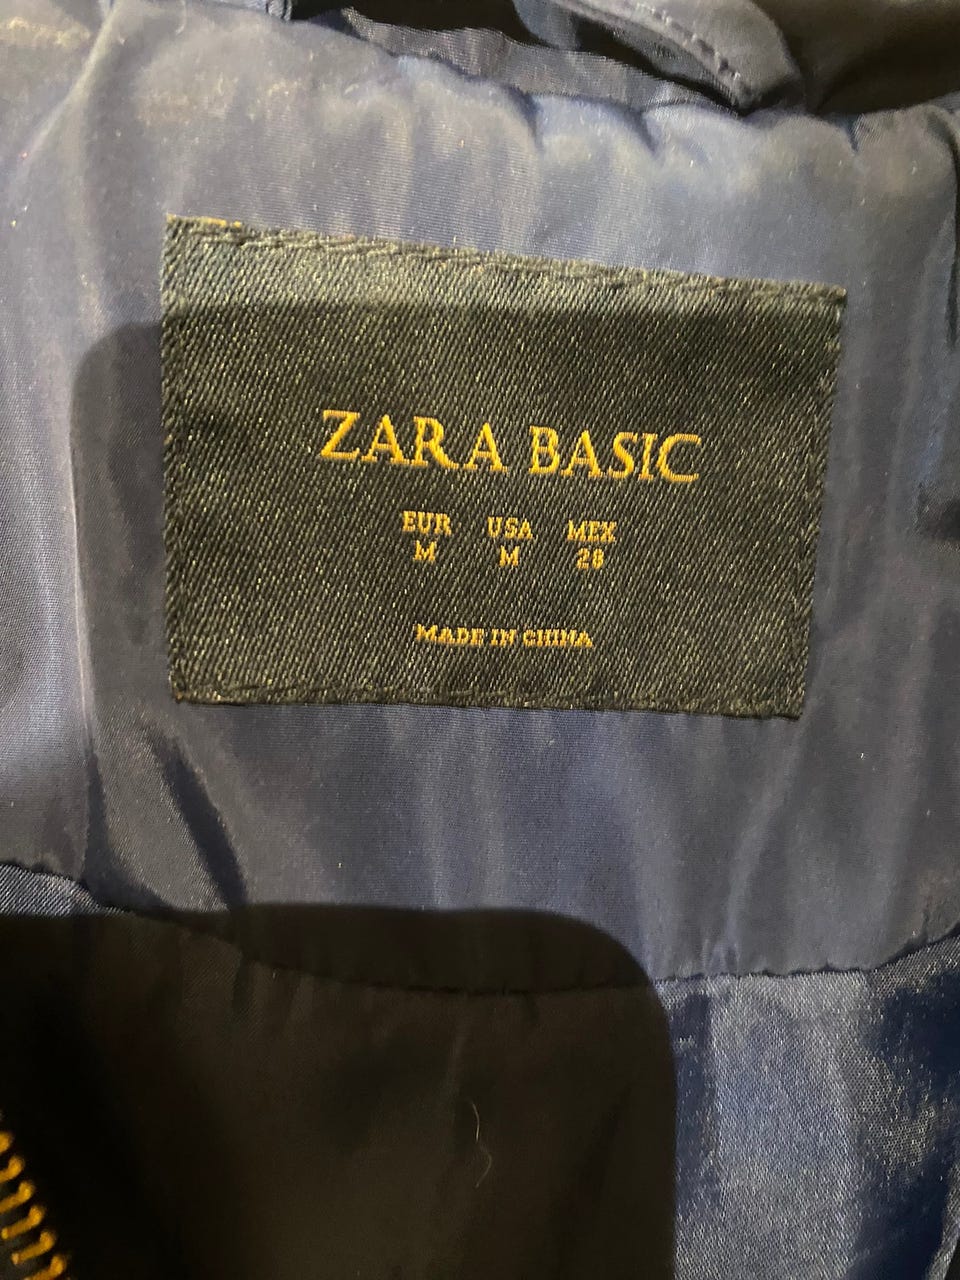 ZARA BASIC
EUR USA MEX
M M 28
MADE IN CHINA